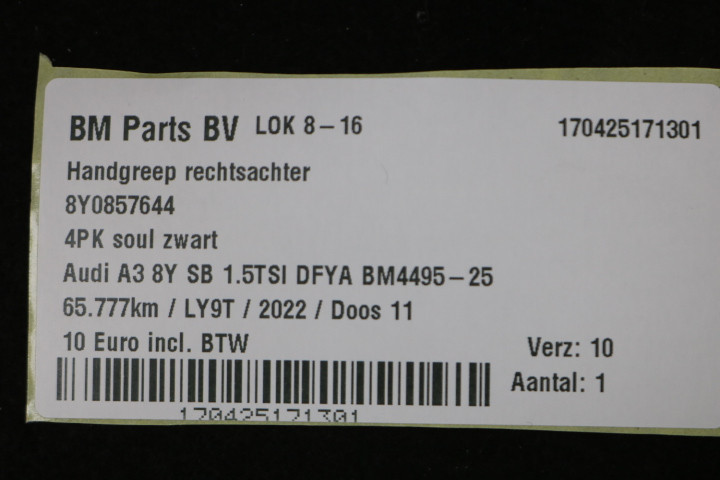 BM Parts BV LOK 8-16 170425171301
Handgreep rechtsachter
8Y0857644
4PK soul zwart
Audi A3 8Y SB 1.5TSI DFYA BM4495-25
65.777km / LY9T / 2022 / Doos 11
10 Euro incl. BTW Verz: 10
Aantal: 1
170425171301